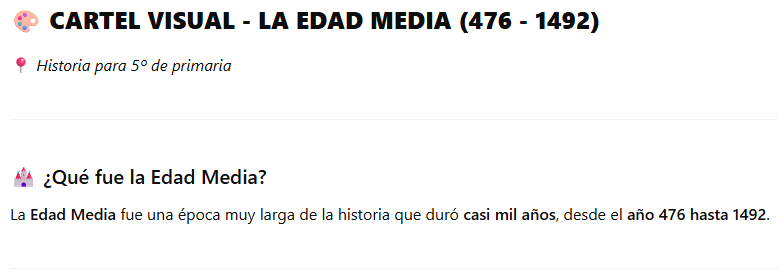 CARTEL VISUAL - LA EDAD MEDIA (476 - 1492)
Historia para 5º de primaria
¿Qué fue la Edad Media?
La Edad Media fue una época muy larga de la historia que duró casi mil años, desde el año 476 hasta 1492.